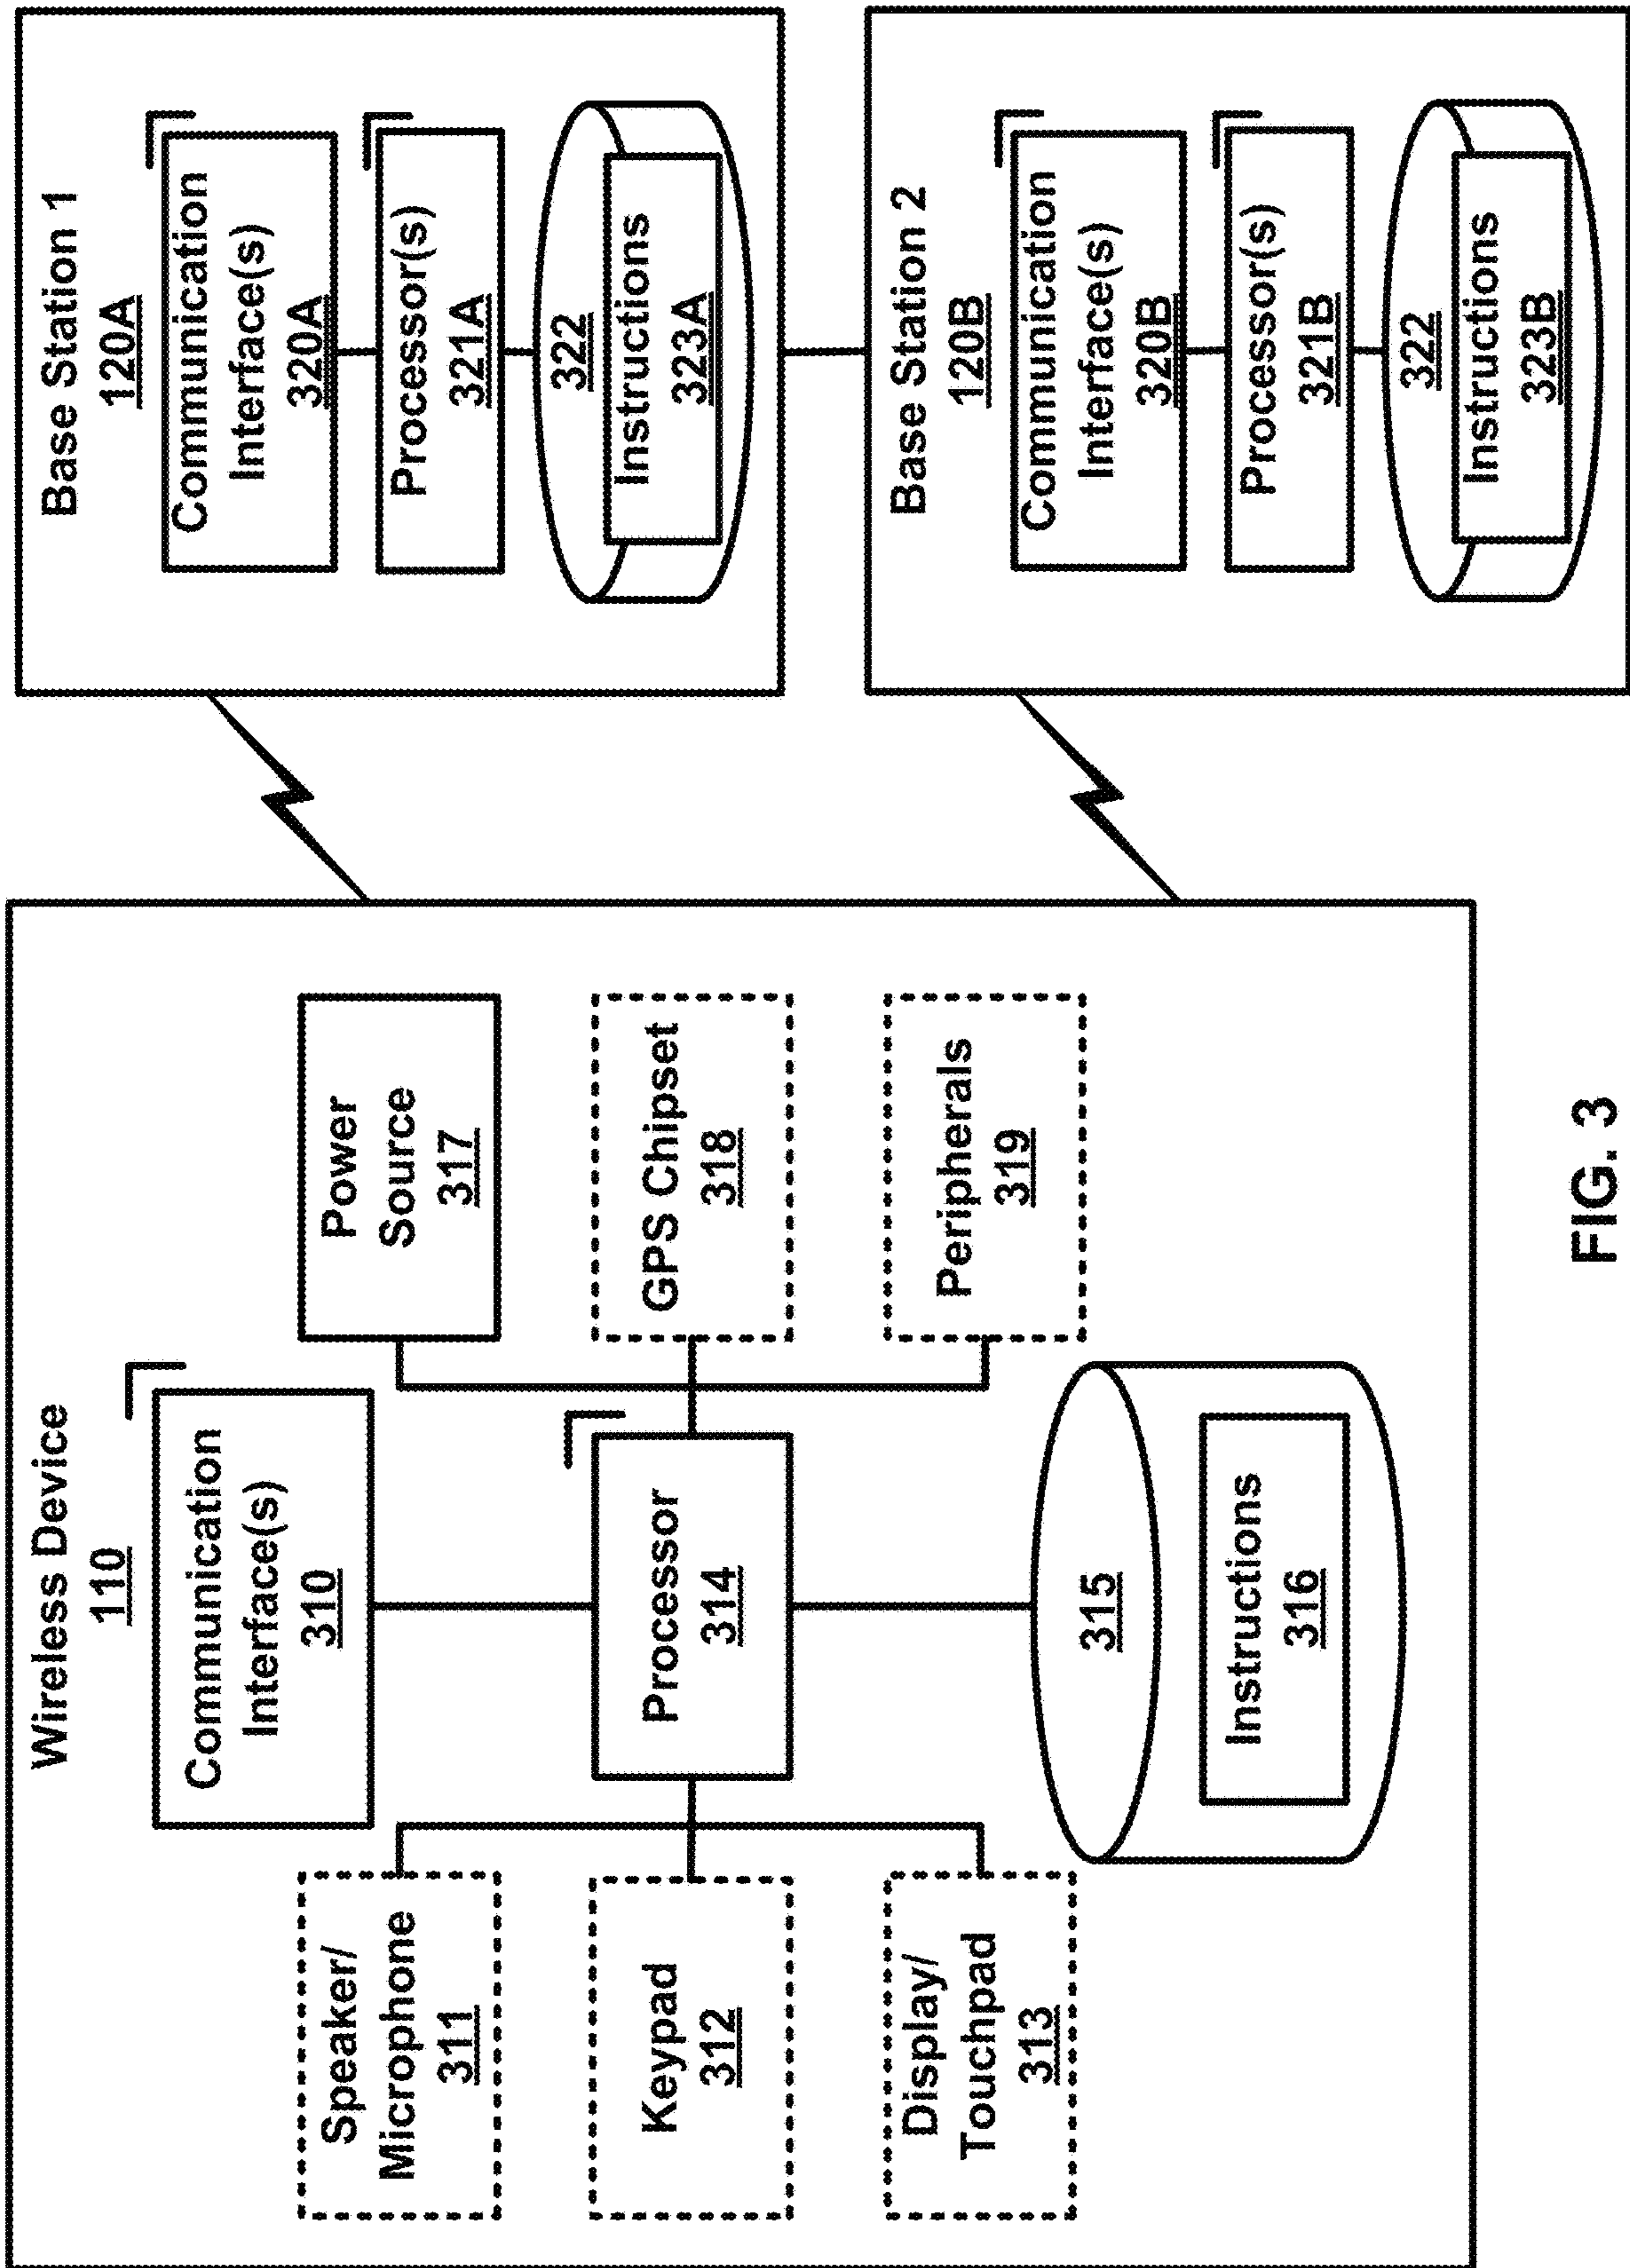 Wireless Device
110
Communication
Interface(s)
310
Speaker/
Microphone
311
Keypad
312
Display/
Touchpad
313
Processor
314
315
Instructions
316
Power
Source
317
GPS Chipset
318
Peripherals
319
Base Station 1
120A
Communication
Interface(s)
320A
Processor(s)
321A
322
Instructions
323A
Base Station 2
120B
Communication
Interface(s)
320B
Processor(s)
321B
322
Instructions
323B
FIG. 3